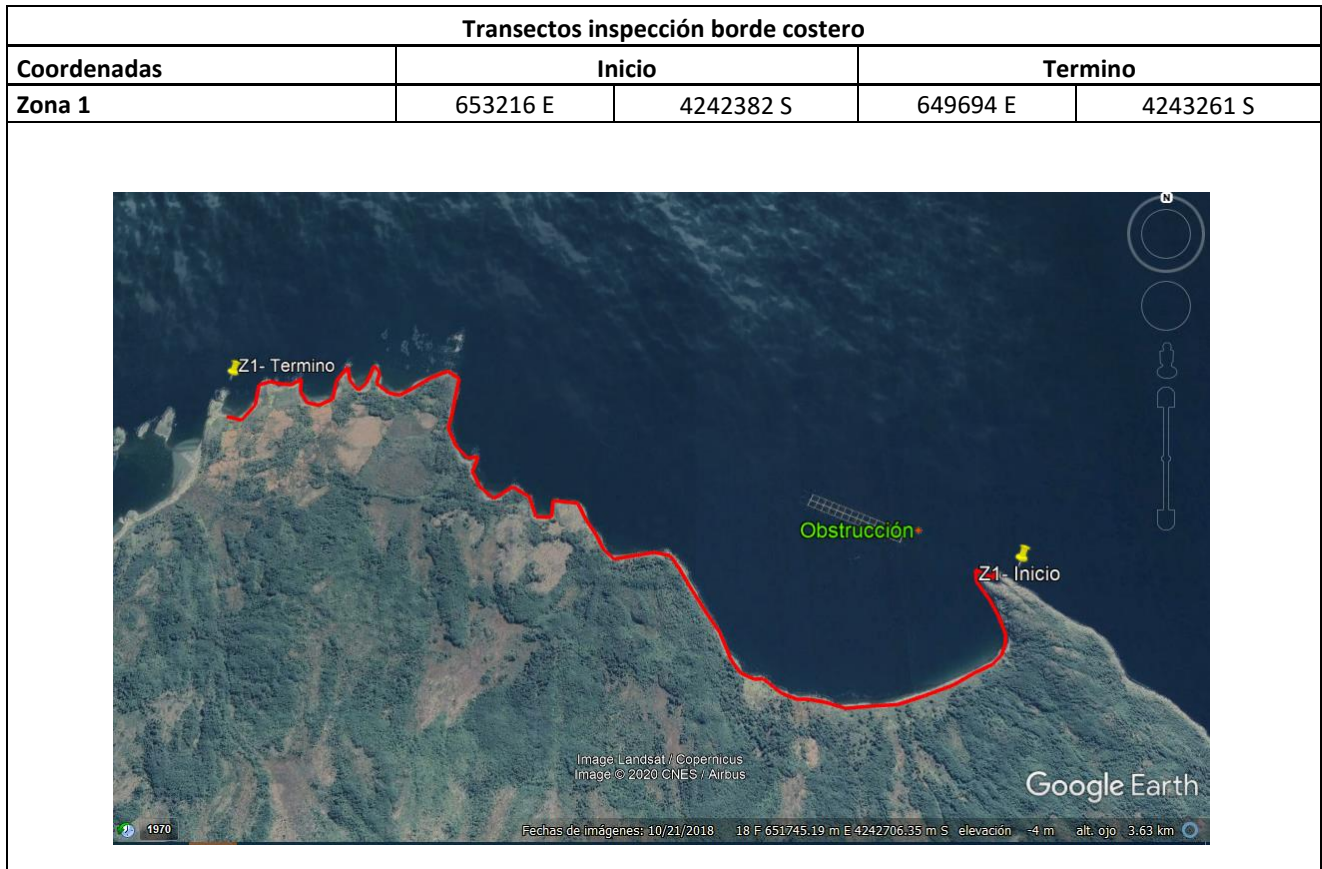 Transectos inspección borde costero
Coordenadas Inicio Termino
Zona 1 653216 E 4242382 S 649694 E 4243261 S
N
Z1- Termino
Obstrucción
Z1- Inicio
Image Landsat / Copernicus
Image © 2020 CNES / Airbus
Google Earth
1970 Fechas de imágenes: 10/21/2018 18 F 651745.19 m E 4242706.35 m S elevación -4 m alt. ojo 3.63 km